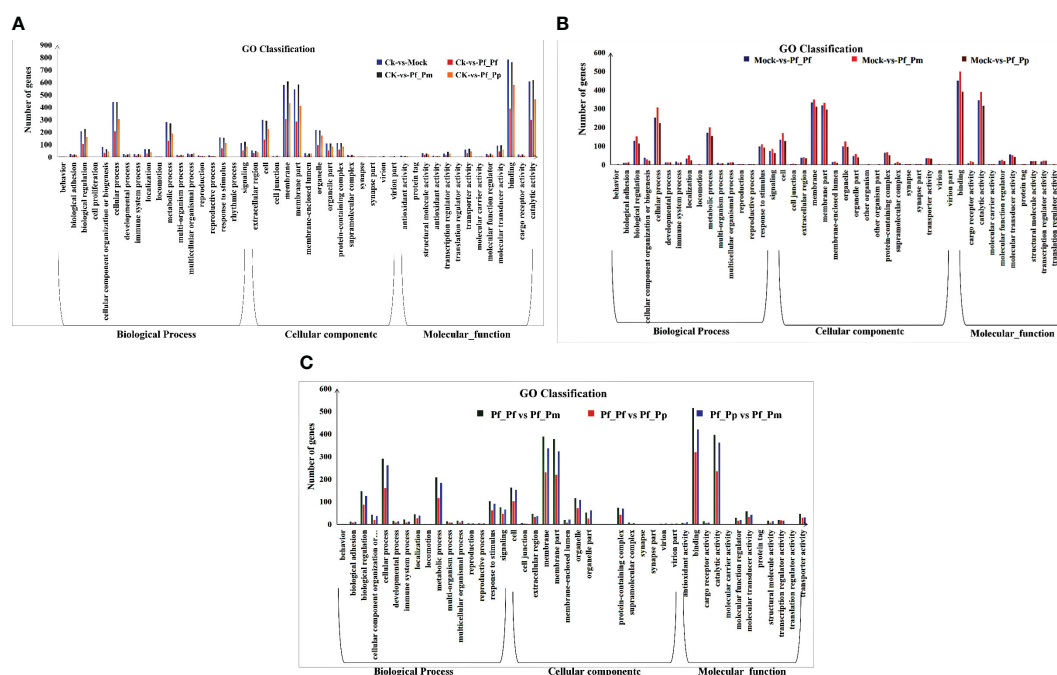 A
GO Classification
Ck-vs-Mock
Ck-vs-Pf_Pf
CK-vs-Pf_Pm
CK-vs-Pf_Pp
Number of genes
900
800
700
600
500
400
300
200
100
0
behavior
biological adhesion
biological regulation
cell proliferation
cellular component organization or biogenesis
cellular process
developmental process
immune system process
localization
locomotion
metabolic process
multi-organism process
multicellular organismal process
reproduction
reproductive process
response to stimulus
rhythmic process
signaling
extracellular region
cell
cell junction
membrane
membrane part
membrane-enclosed lumen
organelle
organelle part
protein-containing complex
supramolecular complex
synapse
synapse part
virion
virion part
antioxidant activity
protein tag
structural molecule activity
antioxidant activity
transcription regulator activity
translation regulator activity
transporter activity
molecular carrier activity
molecular function regulator
molecular transducer activity
binding
cargo receptor activity
catalytic activity
Biological Process
Cellular componentc
Molecular_function
B
GO Classification
Mock-vs-Pf_Pf
Mock-vs-Pf_Pm
Mock-vs-Pf_Pp
Number of genes
600
500
400
300
200
100
0
behavior
biological adhesion
biological regulation
cellular component organization or biogenesis
cellular process
developmental process
immune system process
localization
locomotion
metabolic process
multi-organism process
multicellular organismal process
reproduction
reproductive process
response to stimulus
signaling
cell
cell junction
extracellular region
membrane
membrane part
membrane-enclosed lumen
organelle
organelle part
other organism
other organism part
protein-containing complex
supramolecular complex
synapse
synapse part
transporter activity
virion
virion part
binding
cargo receptor activity
catalytic activity
molecular carrier activity
molecular function regulator
molecular transducer activity
protein tag
structural molecule activity
transcription regulator activity
translation regulator
Biological Process
Cellular componentc
Molecular_function
C
GO Classification
Pf_Pf vs Pf_Pm
Pf_Pf vs Pf_Pp
Pf_Pp vs Pf_Pm
Number of genes
600
500
400
300
200
100
0
behavior
biological adhesion
biological regulation
cellular component organization or…
cellular process
developmental process
immune system process
localization
locomotion
metabolic process
multi-organism process
multicellular organismal process
reproduction
reproductive process
response to stimulus
signaling
cell
cell junction
extracellular region
membrane
membrane part
membrane-enclosed lumen
organelle
organelle part
protein-containing complex
supramolecular complex
synapse
synapse part
virion
virion part
antioxidant activity
binding
cargo receptor activity
catalytic activity
molecular carrier activity
molecular function regulator
molecular transducer activity
protein tag
structural molecule activity
transcription regulator activity
translation regulator activity
transporter activity
Biological Process
Cellular componentc
Molecular_function